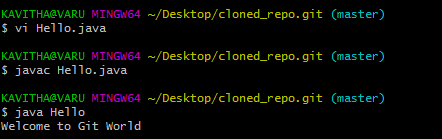 KAVITHA@VARU MINGW64 ~/Desktop/cloned_repo.git (master)
$ vi Hello.java
KAVITHA@VARU MINGW64 ~/Desktop/cloned_repo.git (master)
$ javac Hello.java
KAVITHA@VARU MINGW64 ~/Desktop/cloned_repo.git (master)
$ java Hello
Welcome to Git World